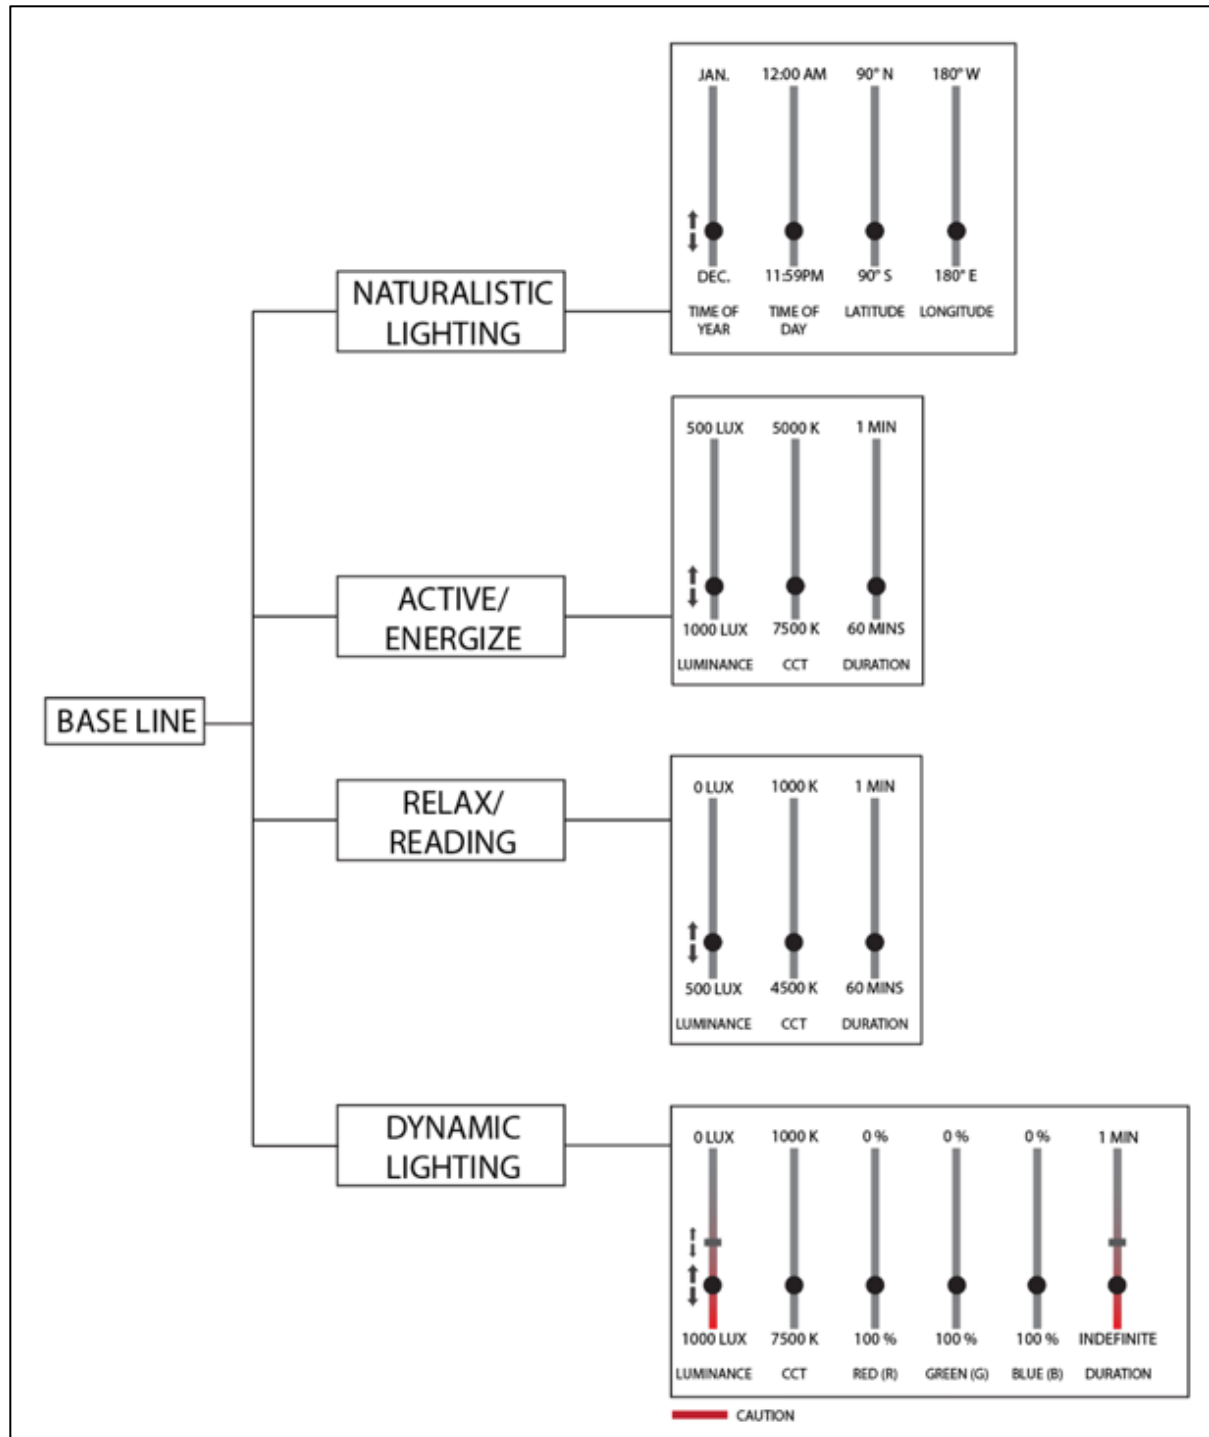 JAN. 12:00 AM 90° N 180° W
DEC. 11:59PM 90° S 180° E
TIME OF YEAR TIME OF DAY LATITUDE LONGITUDE
NATURALISTIC
LIGHTING
500 LUX 5000 K 1 MIN
1000 LUX 7500 K 60 MINS
LUMINANCE CCT DURATION
ACTIVE/
ENERGIZE
BASE LINE
0 LUX 1000 K 1 MIN
500 LUX 4500 K 60 MINS
LUMINANCE CCT DURATION
RELAX/
READING
0 LUX 1000 K 0 % 0 % 0 % 1 MIN
1000 LUX 7500 K 100 % 100 % 100 % INDEFINITE
LUMINANCE CCT RED (R) GREEN (G) BLUE (B) DURATION
DYNAMIC
LIGHTING
CAUTION